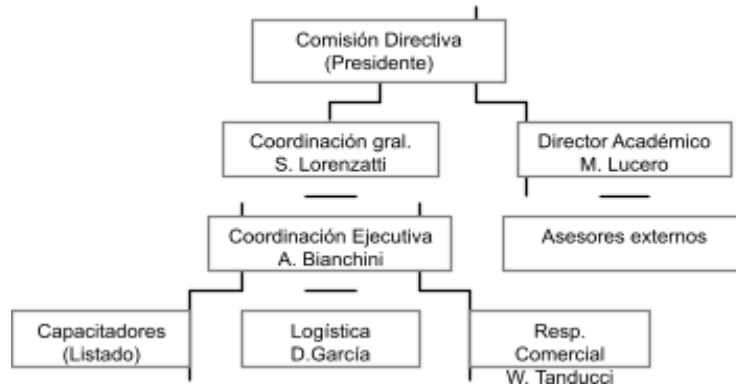 Comisión Directiva
(Presidente)
Coordinación gral.
S. Lorenzatti
Director Académico
M. Lucero
Coordinación Ejecutiva
A. Bianchini
Asesores externos
Capacitadores
(Listado)
Logística
D.García
Resp.
Comercial
W. Tanducci